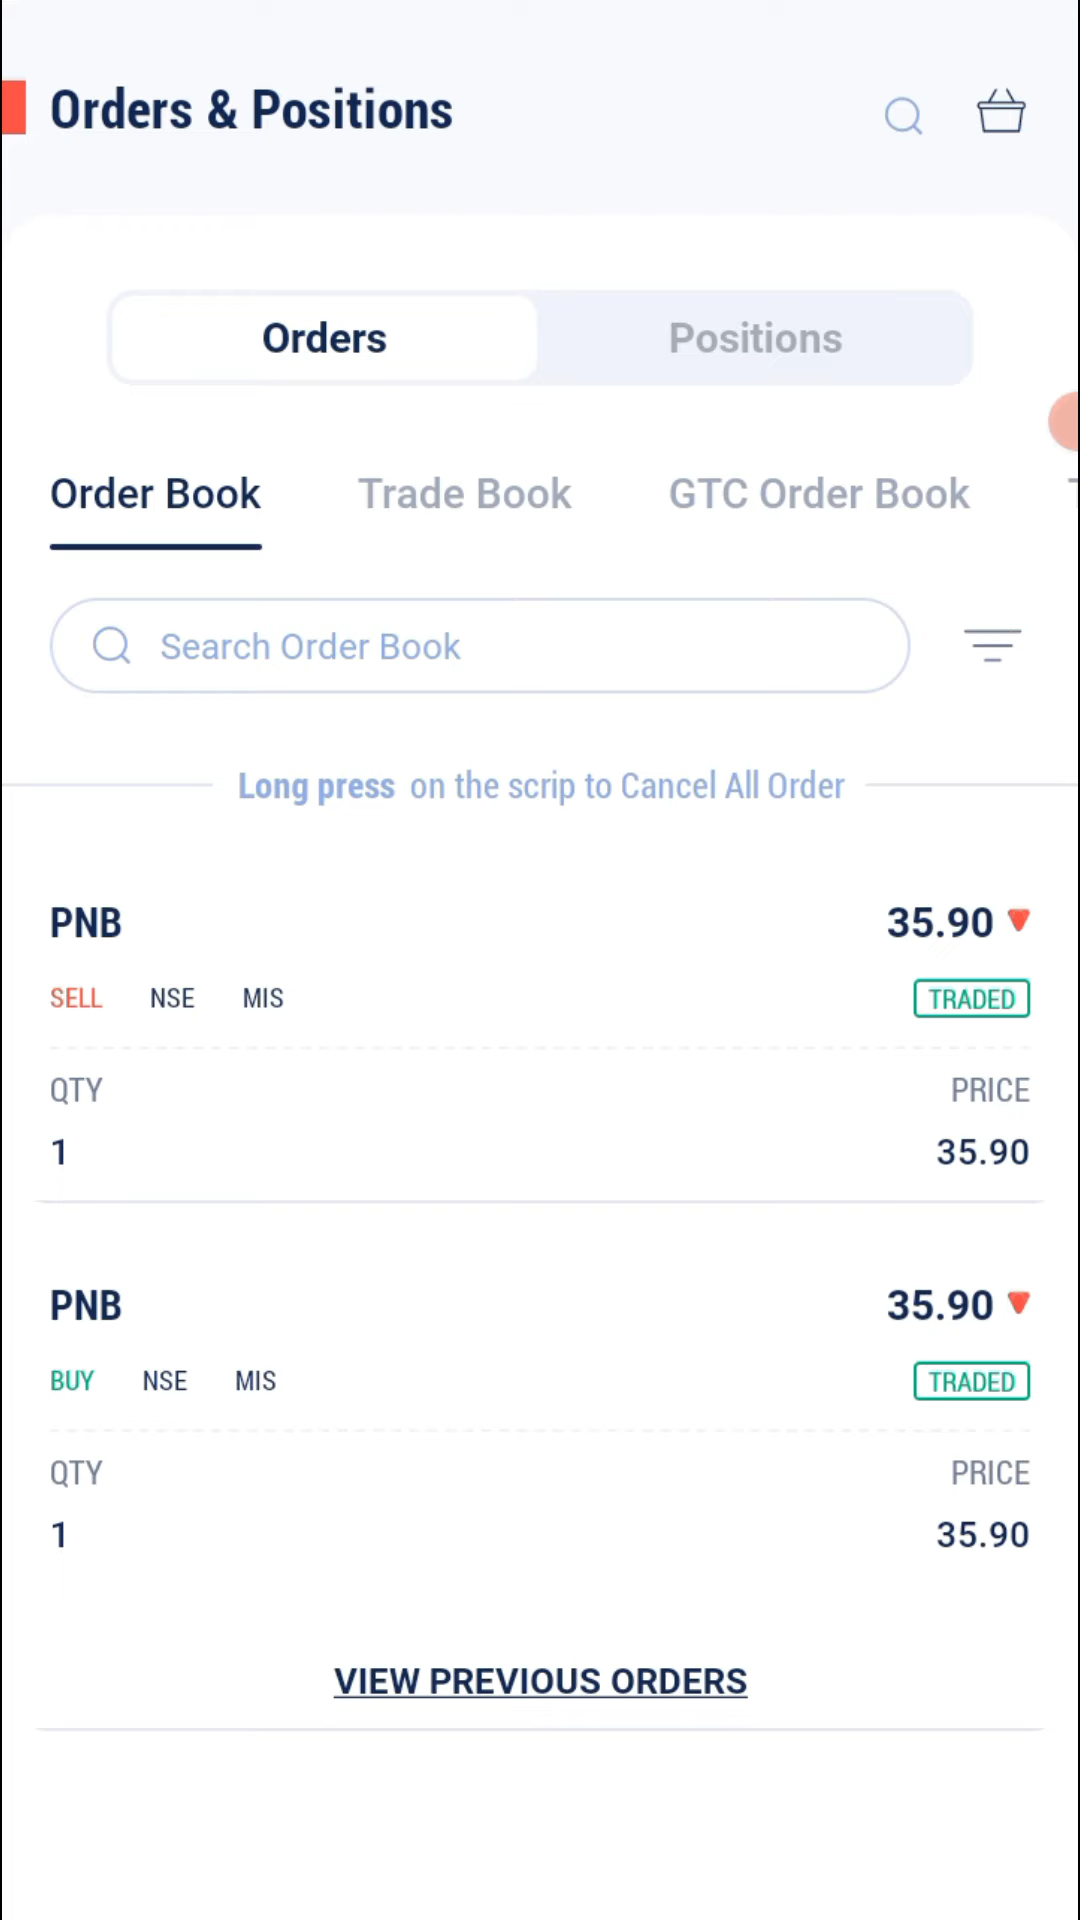 Orders & Positions
Orders Positions
Order Book Trade Book GTC Order Book
Search Order Book
Long press on the scrip to Cancel All Order
PNB 35.90
SELL NSE MIS TRADED
QTY PRICE
1 35.90
PNB 35.90
BUY NSE MIS TRADED
QTY PRICE
1 35.90
VIEW PREVIOUS ORDERS